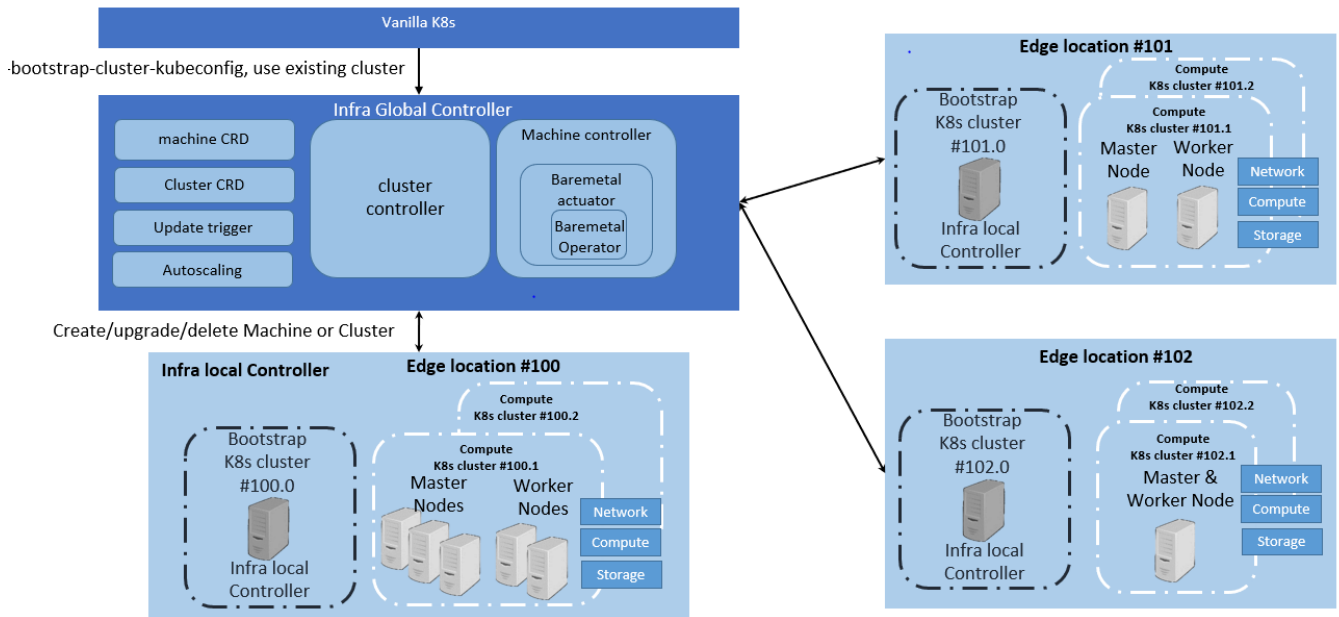 Vanilla K8s
-bootstrap-cluster-kubeconfig, use existing cluster
Infra Global Controller
machine CRD
Cluster CRD
Update trigger
Autoscaling
cluster
controller
Machine controller
Baremetal
actuator
Baremetal
Operator
Create/upgrade/delete Machine or Cluster
Infra local Controller
Edge location #100
Bootstrap
K8s cluster
#100.0
Infra local
Controller
Compute
K8s cluster #100.2
Compute
K8s cluster #100.1
Master
Nodes
Worker
Nodes
Network
Compute
Storage
Edge location #101
Bootstrap
K8s cluster
#101.0
Infra local
Controller
Compute
K8s cluster #101.2
Compute
K8s cluster #101.1
Master
Node
Worker
Node
Network
Compute
Storage
Edge location #102
Bootstrap
K8s cluster
#102.0
Infra local
Controller
Compute
K8s cluster #102.2
Compute
K8s cluster #102.1
Master &
Worker Node
Network
Compute
Storage